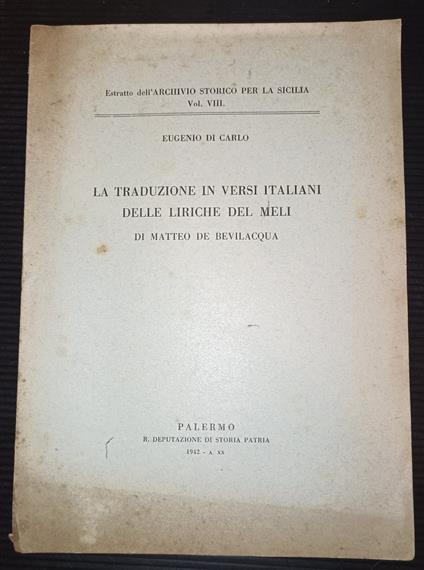 Estratto dell'ARCHIVIO STORICO PER LA SICILIA
Vol. VIII.
EUGENIO DI CARLO
LA TRADUZIONE IN VERSI ITALIANI
DELLE LIRICHE DEL MELI
DI MATTEO DE BEVILACQUA
PALERMO
R. DEPUTAZIONE DI STORIA PATRIA
1942 - A. XX